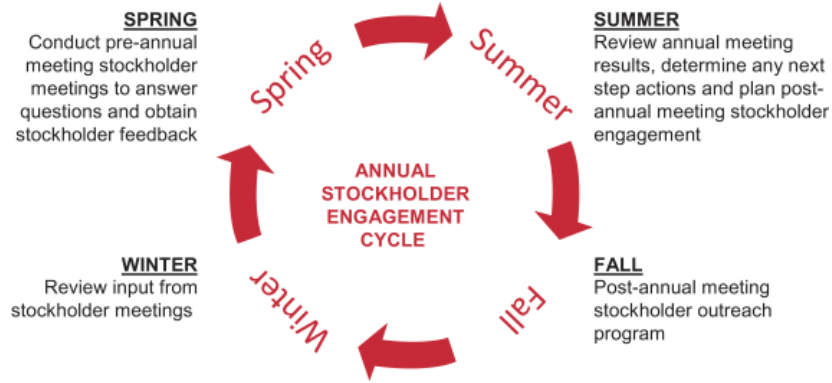 SPRING
Conduct pre-annual
meeting stockholder
meetings to answer
questions and obtain
stockholder feedback
Spring
Summer
SUMMER
Review annual meeting
results, determine any next
step actions and plan post-
annual meeting stockholder
engagement
ANNUAL
STOCKHOLDER
ENGAGEMENT
CYCLE
WINTER
Review input from
stockholder meetings
Winter
Fall
FALL
Post-annual meeting
stockholder outreach
program